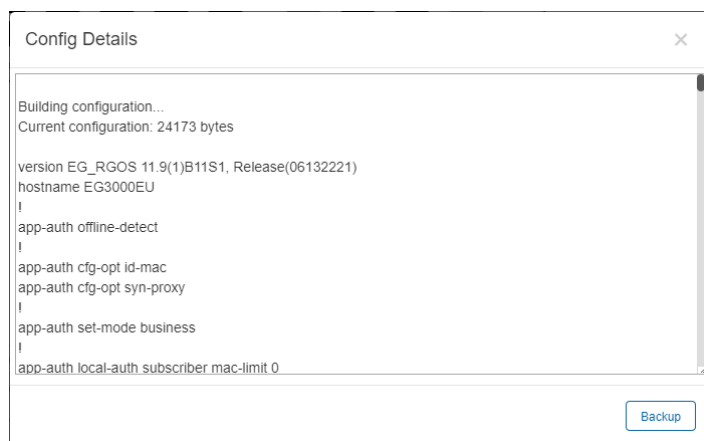 Config Details
Building configuration...
Current configuration: 24173 bytes
version EG_RGOS 11.9(1)B11S1, Release(06132221)
hostname EG3000EU
!
app-auth offline-detect
!
app-auth cfg-opt id-mac
app-auth cfg-opt syn-proxy
!
app-auth set-mode business
!
app-auth local-auth subscriber mac-limit 0
Backup